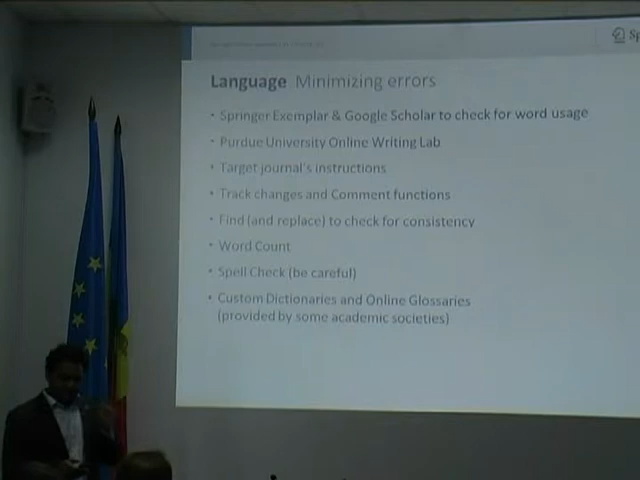 Sp
Language Minimizing errors
• Springer Exemplar & Google Scholar to check for word usage
• Purdue University Online Writing Lab
• Target journal's instructions
• Track changes and Comment functions
• Find (and replace) to check for consistency
• Word Count
• Spell Check (be careful)
• Custom Dictionaries and Online Glossaries
(provided by some academic societies)